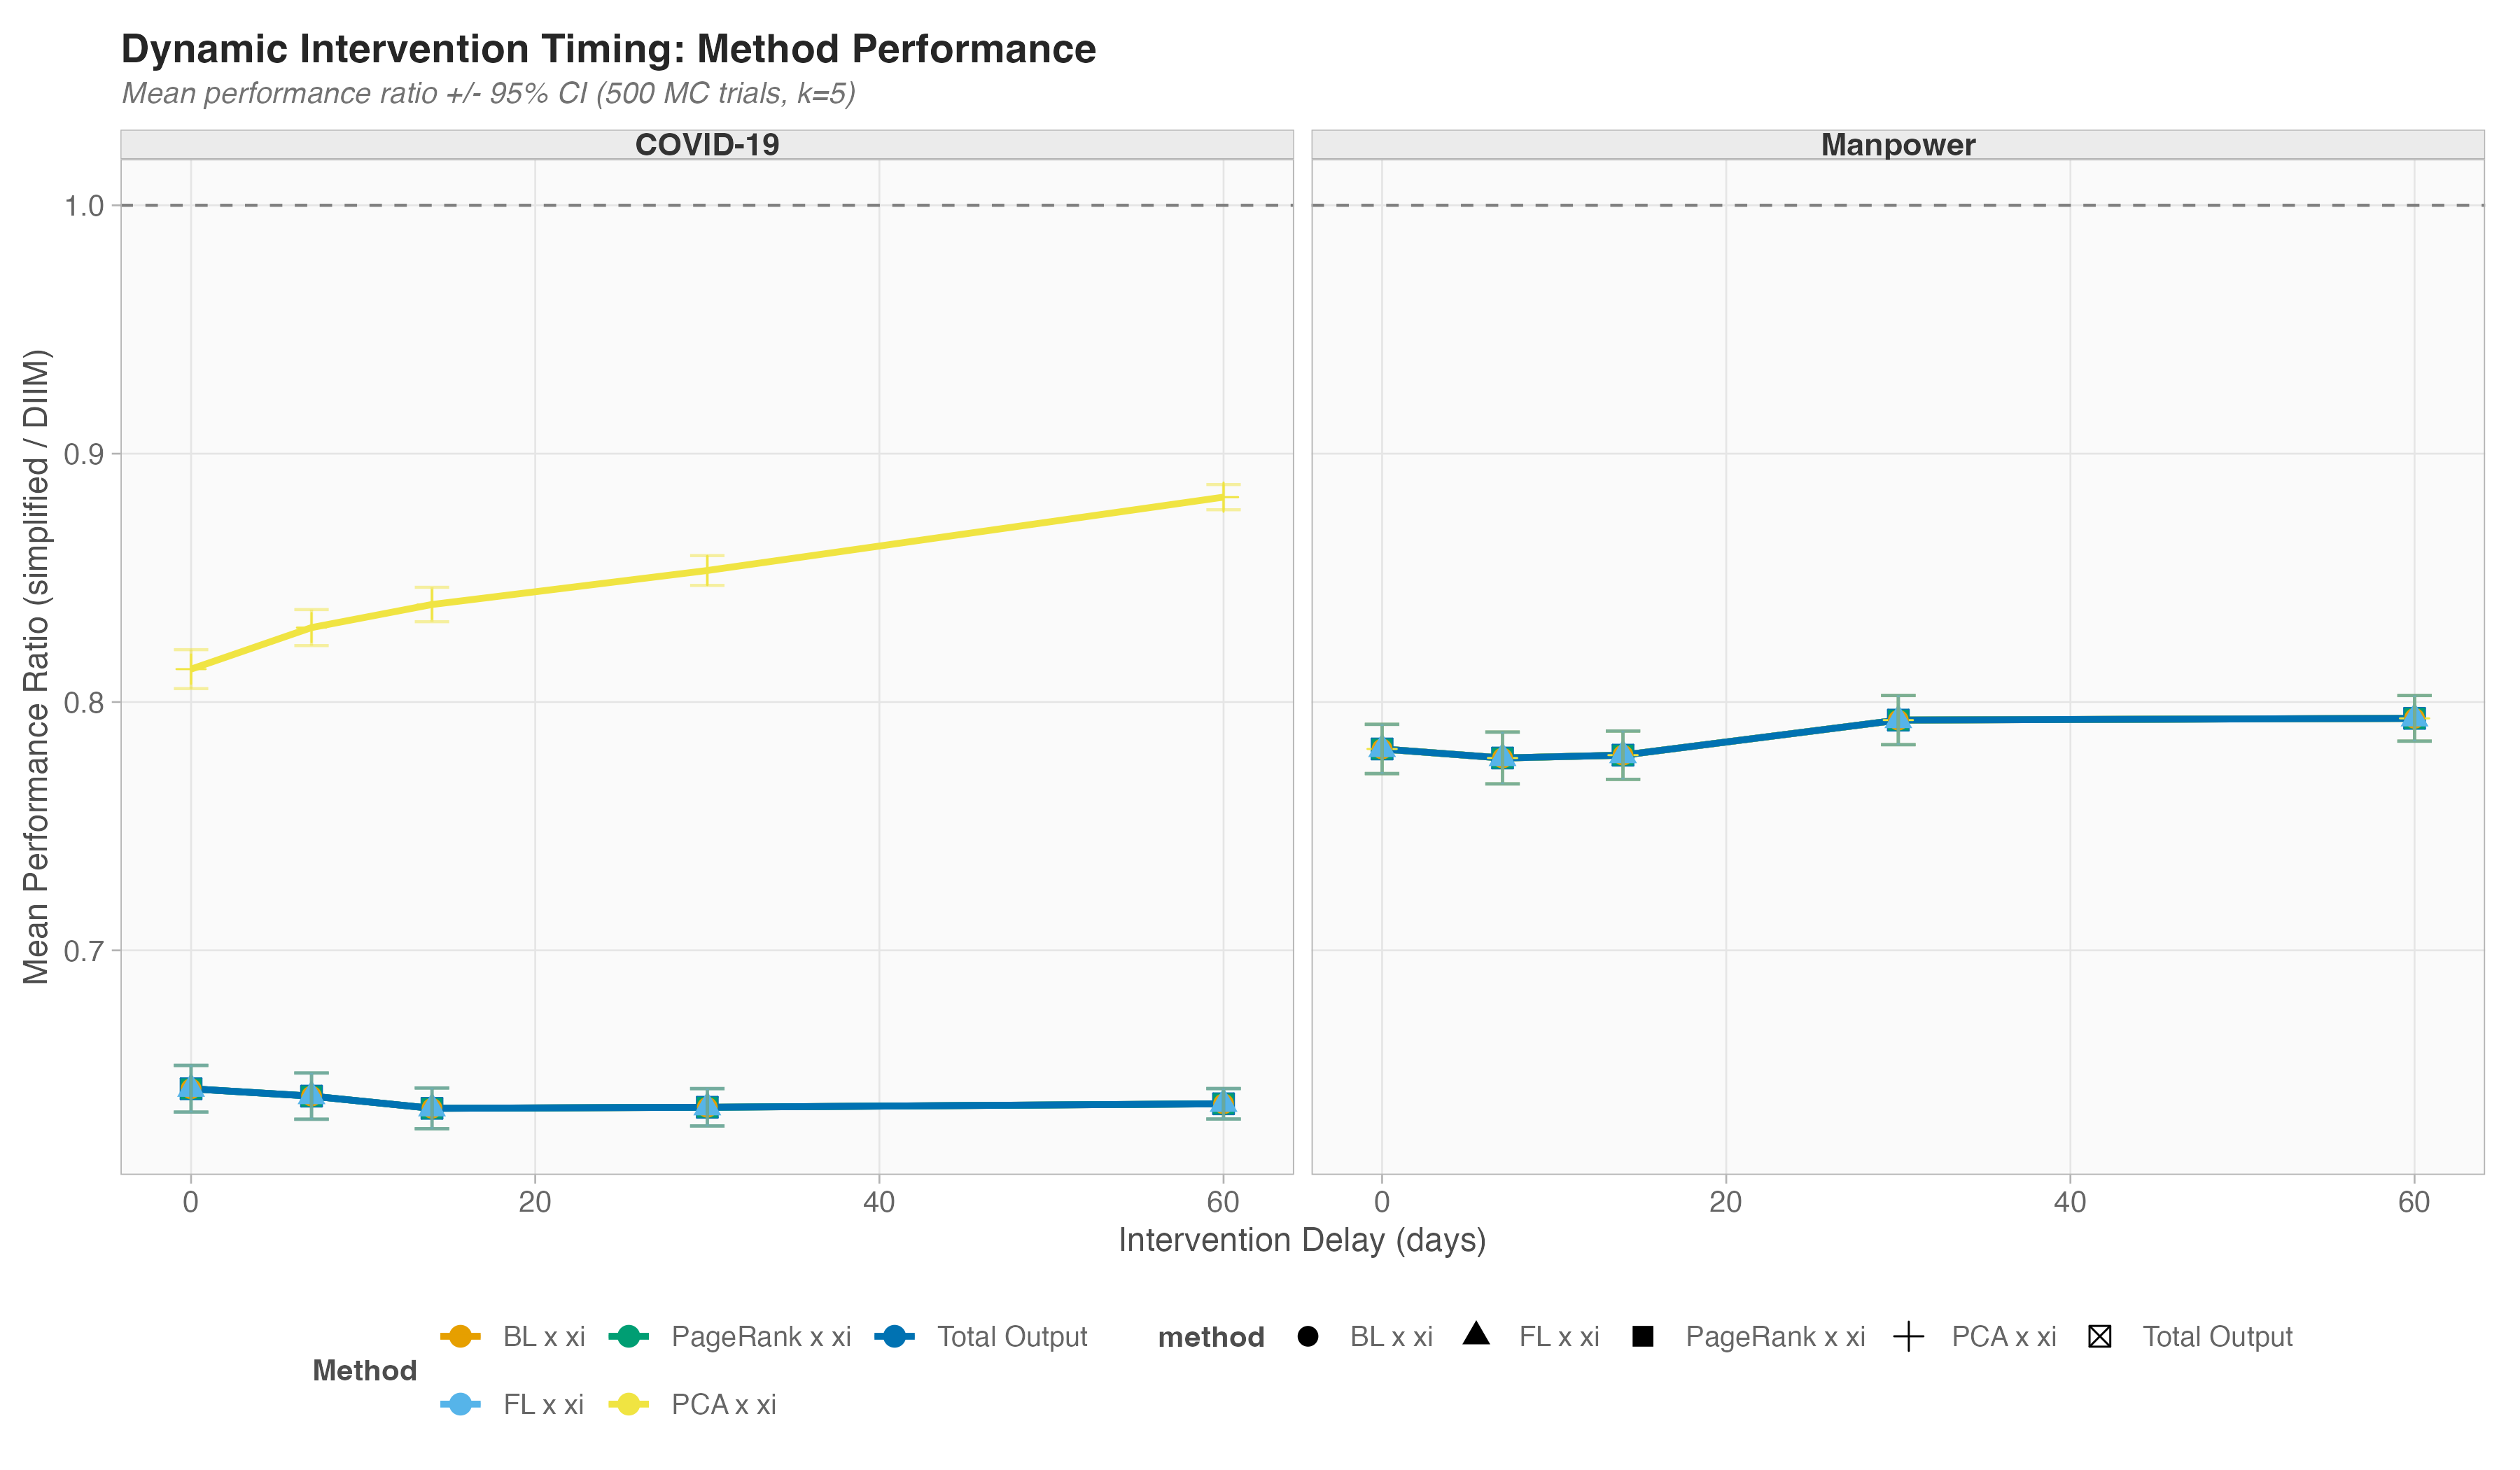 Dynamic Intervention Timing: Method Performance
Mean performance ratio +/- 95% CI (500 MC trials, k=5)
COVID-19
Manpower
Mean Performance Ratio (simplified / DIIM)
1.0
0.9
0.8
0.7
0 20 40 60
0 20 40 60
Intervention Delay (days)
Method
BL x xi PageRank x xi Total Output
FL x xi PCA x xi
method BL x xi FL x xi PageRank x xi PCA x xi Total Output